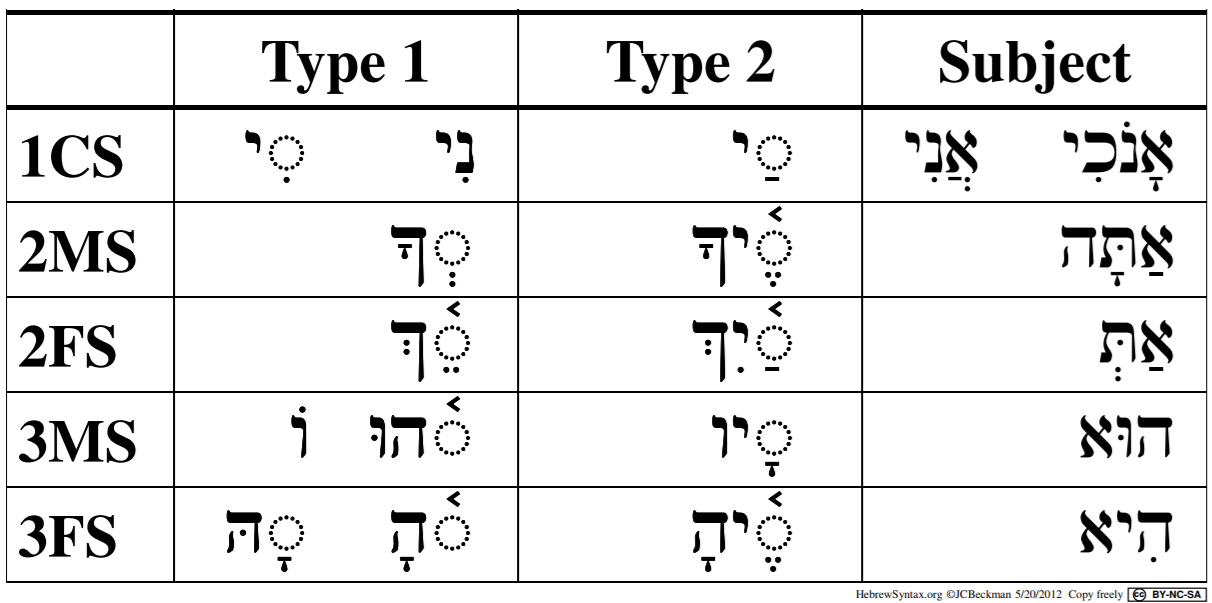 Type 1 Type 2 Subject
1CS נִי ◌ִי ◌ַי אָנֹכִי אֲנִי
2MS ◌ְךָ ◌ֶ֫יךָ אַתָּה
2FS ◌ֵ֫ךְ ◌ַ֫יִךְ אַתְּ
3MS ◌֫הוּ וֹ ◌ָיו הוּא
3FS ◌֫הָ ◌ָהּ ◌ֶ֫יהָ הִיא
HebrewSyntax.org ©JCBeckman 5/20/2012 Copy freely cc BY-NC-SA